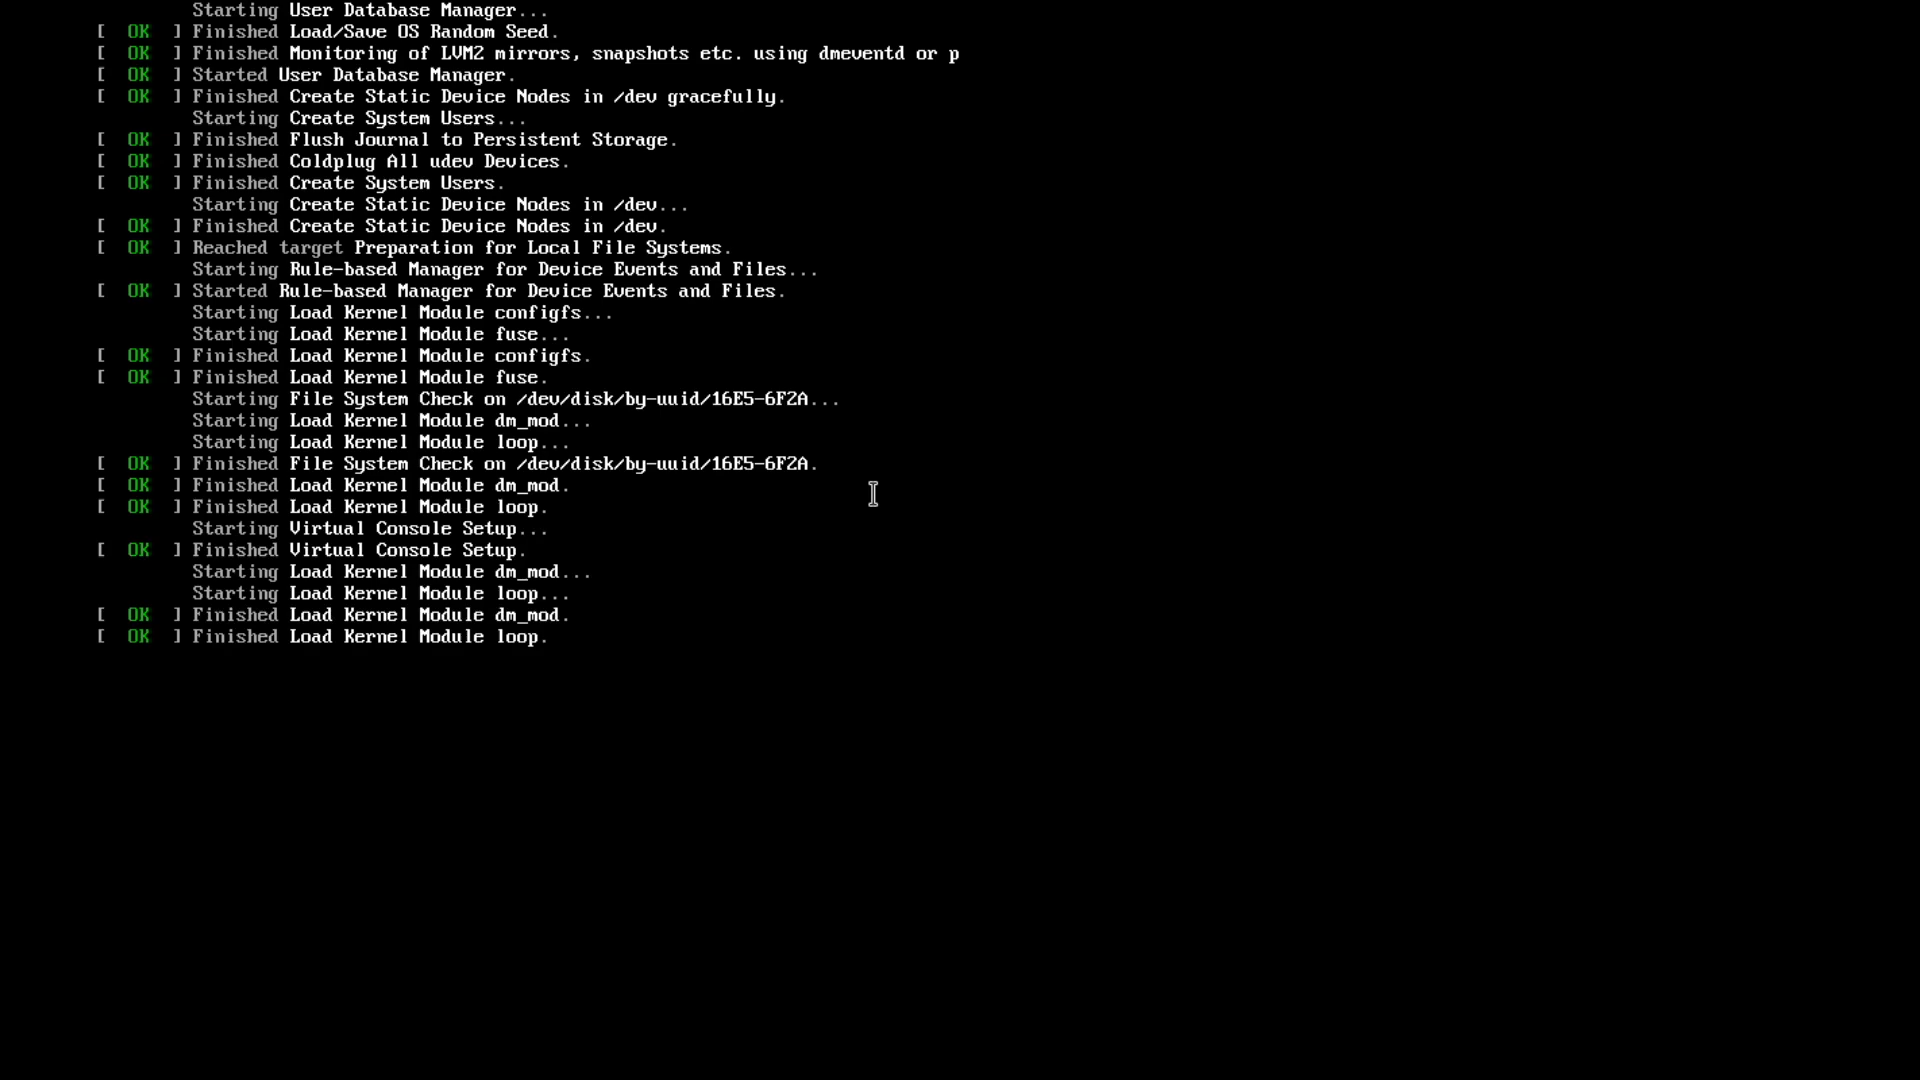 Starting User Database Manager...
[  OK  ] Finished Load/Save OS Random Seed.
[  OK  ] Finished Monitoring of LVM2 mirrors, snapshots etc. using dmeventd or p
[  OK  ] Started User Database Manager.
[  OK  ] Finished Create Static Device Nodes in /dev gracefully.
Starting Create System Users...
[  OK  ] Finished Flush Journal to Persistent Storage.
[  OK  ] Finished Coldplug All udev Devices.
[  OK  ] Finished Create System Users.
Starting Create Static Device Nodes in /dev...
[  OK  ] Finished Create Static Device Nodes in /dev.
[  OK  ] Reached target Preparation for Local File Systems.
Starting Rule-based Manager for Device Events and Files...
[  OK  ] Started Rule-based Manager for Device Events and Files.
Starting Load Kernel Module configfs...
Starting Load Kernel Module fuse...
[  OK  ] Finished Load Kernel Module configfs.
[  OK  ] Finished Load Kernel Module fuse.
Starting File System Check on /dev/disk/by-uuid/16E5-6F2A...
Starting Load Kernel Module dm_mod...
Starting Load Kernel Module loop...
[  OK  ] Finished File System Check on /dev/disk/by-uuid/16E5-6F2A.
[  OK  ] Finished Load Kernel Module dm_mod.
[  OK  ] Finished Load Kernel Module loop.
Starting Virtual Console Setup...
[  OK  ] Finished Virtual Console Setup.
Starting Load Kernel Module dm_mod...
Starting Load Kernel Module loop...
[  OK  ] Finished Load Kernel Module dm_mod.
[  OK  ] Finished Load Kernel Module loop.